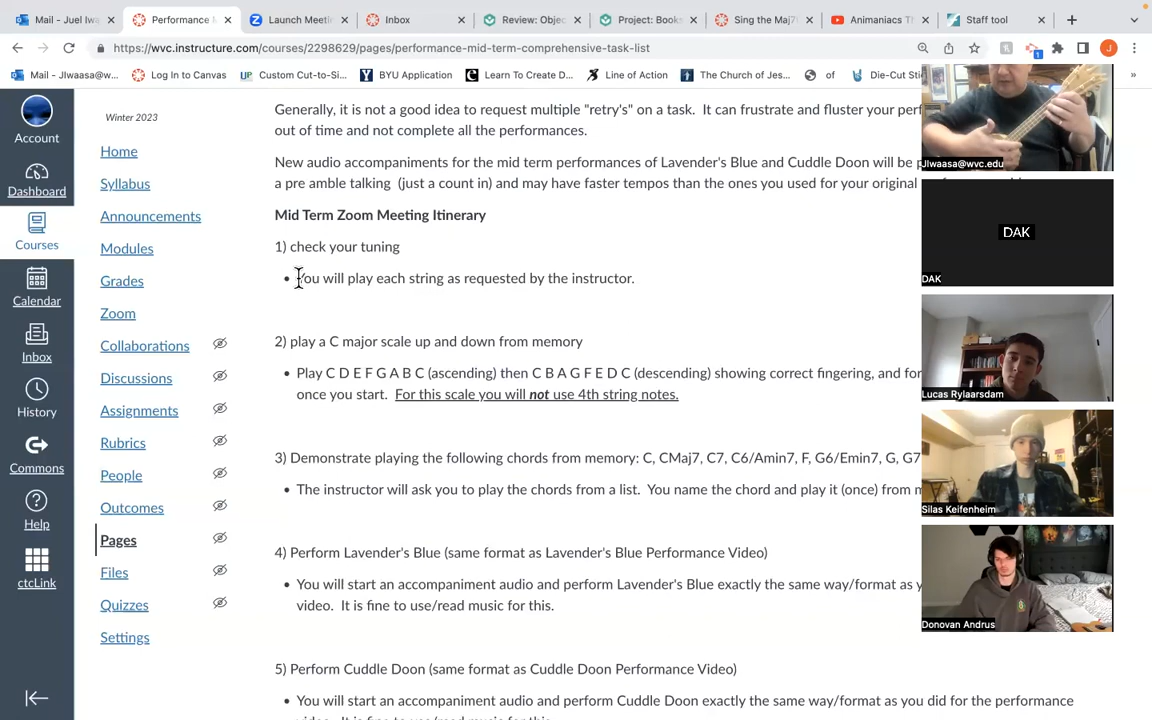 Mail - Juel Iwaa
Performance M
Launch Meeti
Inbox
Review: Objec
Project: Books
Sing the Maj7
Animaniacs Th
Staff tool
wvc.instructure.com/courses/2298629/pages/performance-mid-term-comprehensive-task-list
J
Mail - JIwaasa@w...
Log In to Canvas
UP Custom Cut-to-Si...
BYU Application
Learn To Create D...
Line of Action
The Church of Jes...
of
Die-Cut Stic
Account
Dashboard
Courses
Calendar
Inbox
History
Commons
Help
ctcLink
Winter 2023
Home
Syllabus
Announcements
Modules
Grades
Zoom
Collaborations
Discussions
Assignments
Rubrics
People
Outcomes
Pages
Files
Quizzes
Settings
Generally, it is not a good idea to request multiple "retry's" on a task. It can frustrate and fluster your perf
out of time and not complete all the performances.
New audio accompaniments for the mid term performances of Lavender's Blue and Cuddle Doon will be p
a pre amble talking (just a count in) and may have faster tempos than the ones you used for your original
Mid Term Zoom Meeting Itinerary
1) check your tuning
• You will play each string as requested by the instructor.
2) play a C major scale up and down from memory
• Play C D E F G A B C (ascending) then C B A G F E D C (descending) showing correct fingering, and for
once you start. For this scale you will not use 4th string notes.
3) Demonstrate playing the following chords from memory: C, CMaj7, C7, C6/Amin7, F, G6/Emin7, G, G7
• The instructor will ask you to play the chords from a list. You name the chord and play it (once) from m
4) Perform Lavender's Blue (same format as Lavender's Blue Performance Video)
• You will start an accompaniment audio and perform Lavender's Blue exactly the same way/format as y
video. It is fine to use/read music for this.
5) Perform Cuddle Doon (same format as Cuddle Doon Performance Video)
• You will start an accompaniment audio and perform Cuddle Doon exactly the same way/format as you did for the performance
JIwaasa@wvc.edu
DAK
DAK
Lucas Rylaarsdam
Silas Keifenheim
Donovan Andrus